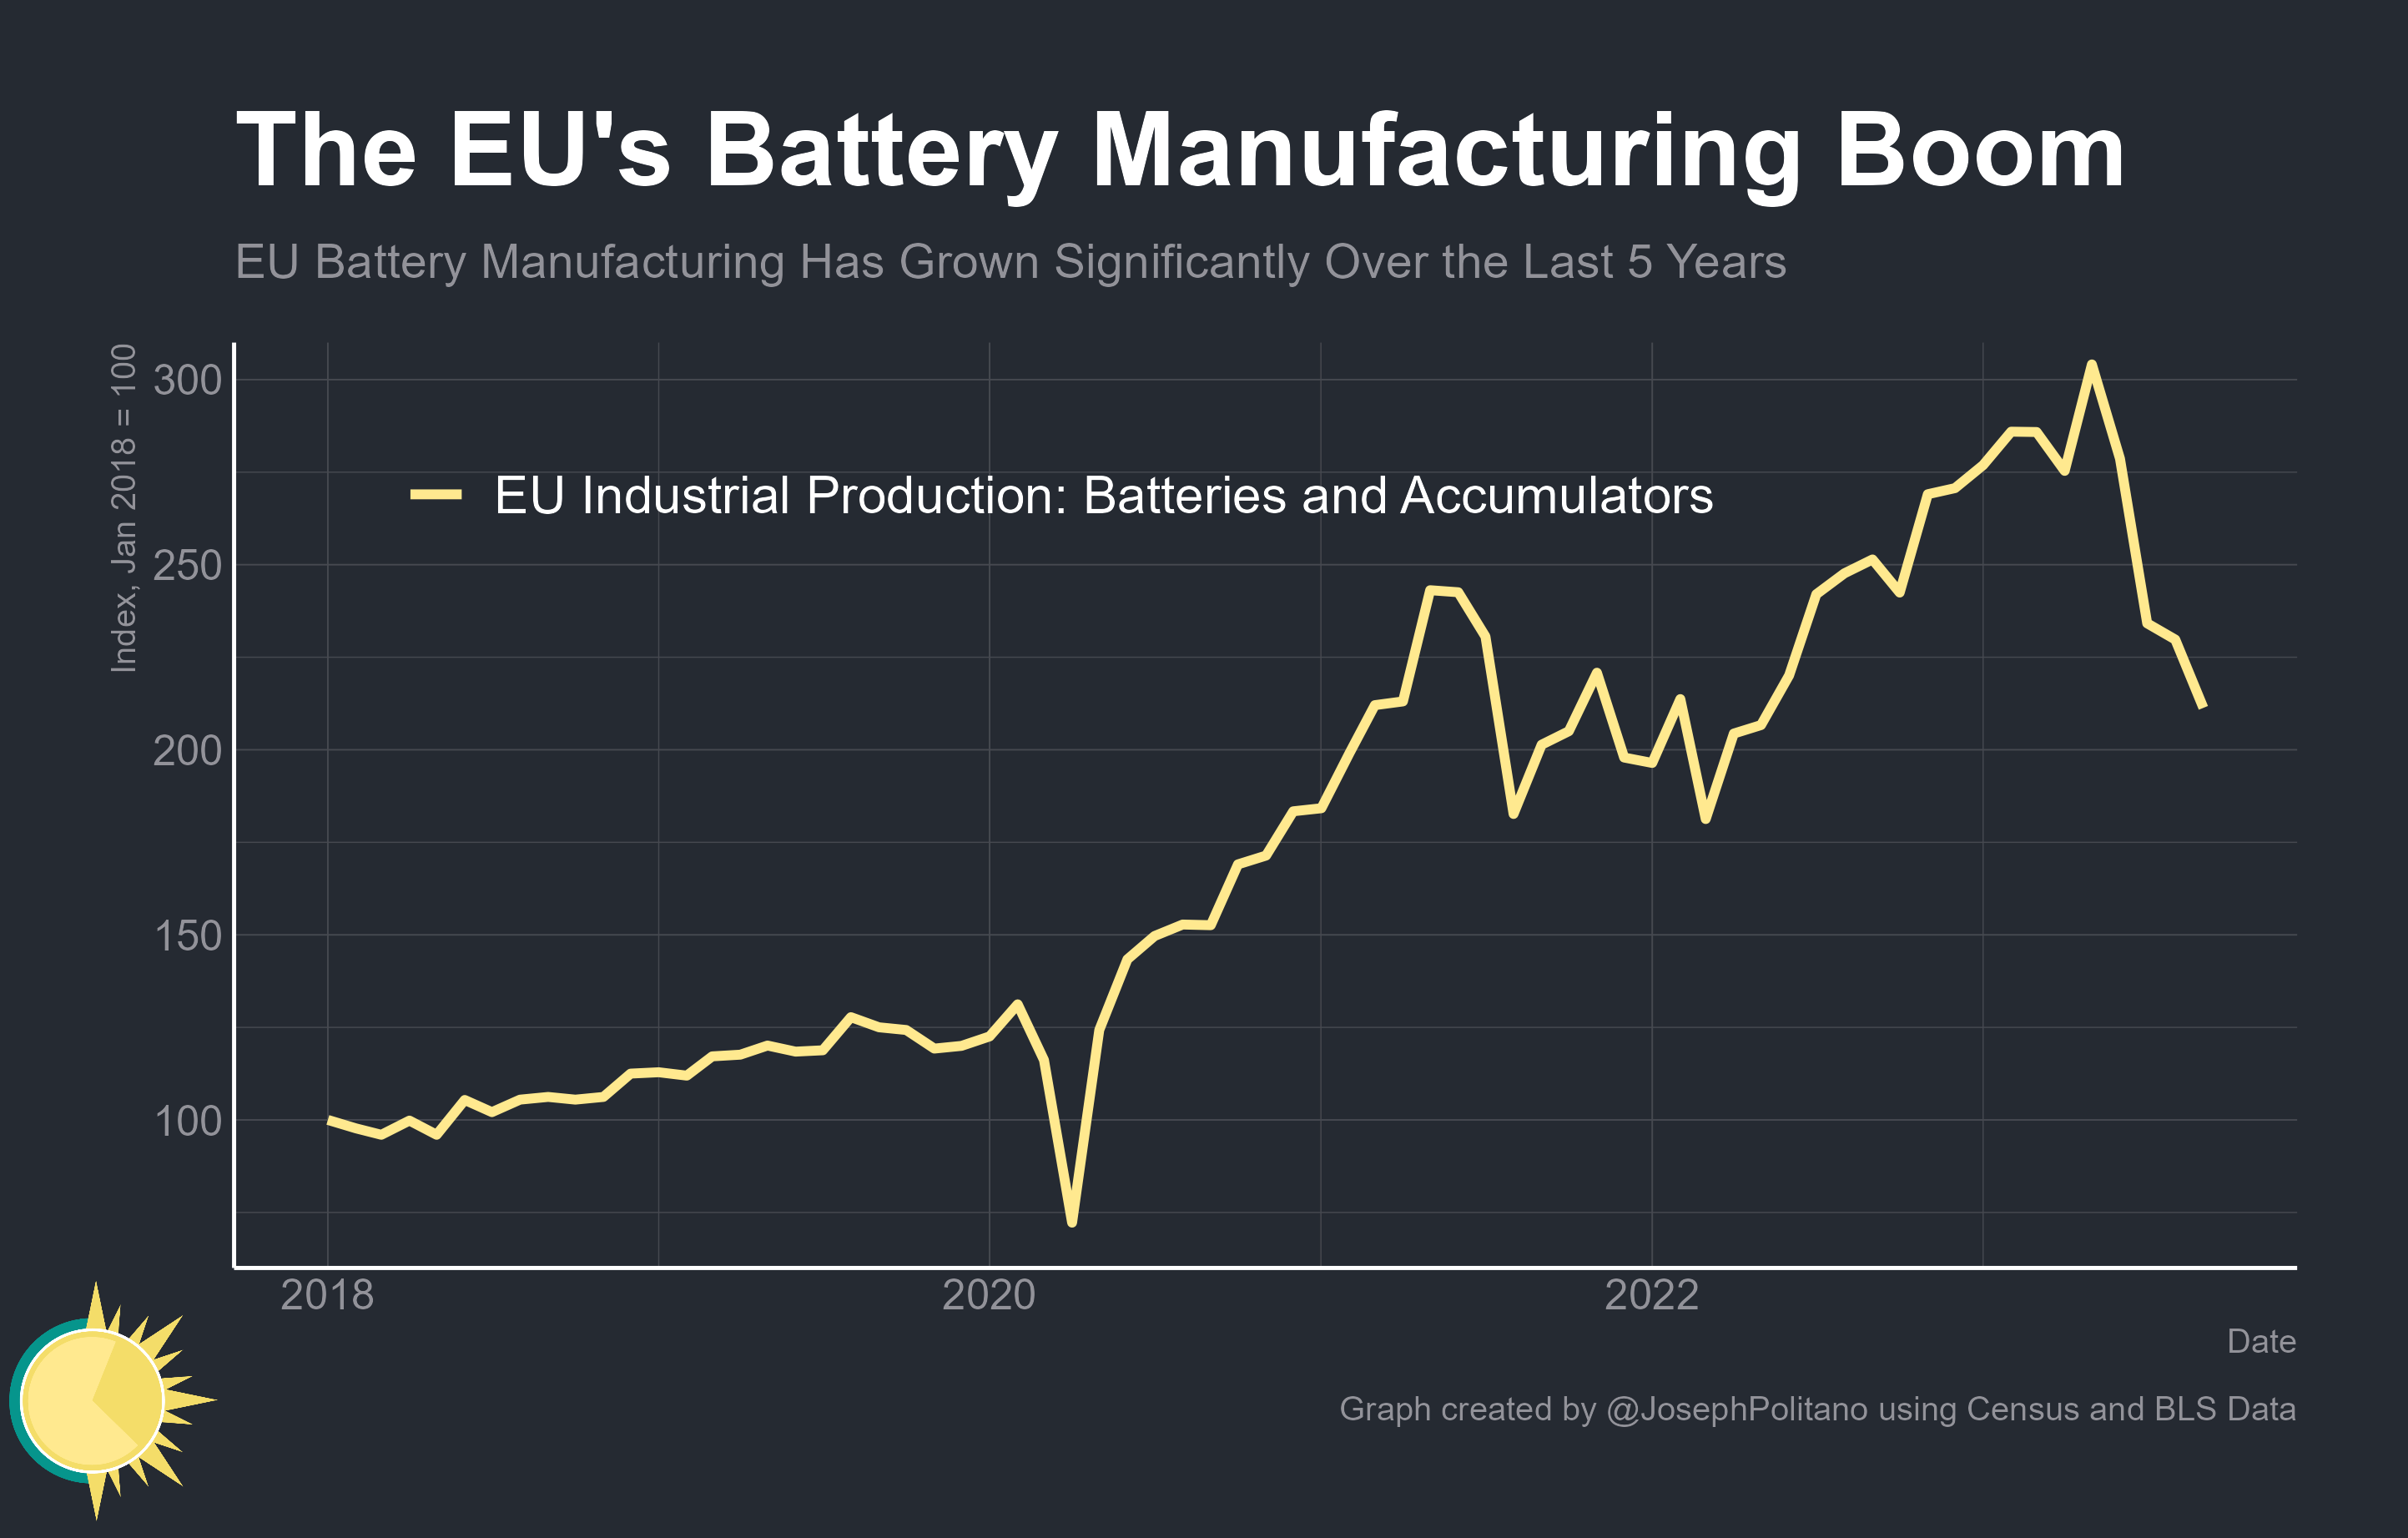 The EU's Battery Manufacturing Boom
EU Battery Manufacturing Has Grown Significantly Over the Last 5 Years
Index, Jan 2018 = 100
300
250
200
150
100
EU Industrial Production: Batteries and Accumulators
2018
2020
2022
Date
Graph created by @JosephPolitano using Census and BLS Data